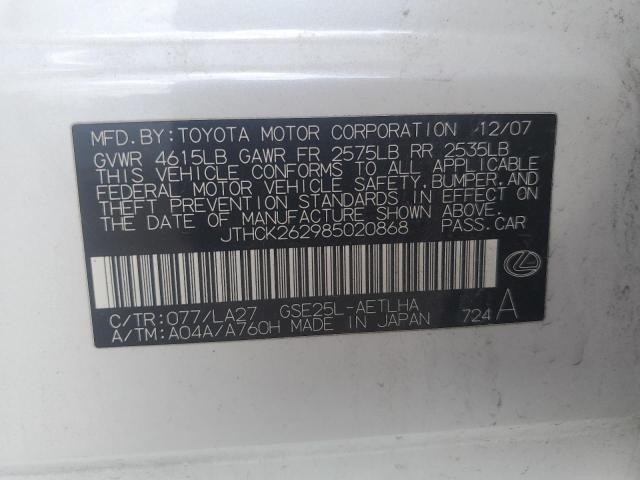 MFD. BY: TOYOTA MOTOR CORPORATION 12/07
GVWR 4615LB GAWR FR 2575LB RR 2535LB
THIS VEHICLE CONFORMS TO ALL APPLICABLE
FEDERAL MOTOR VEHICLE SAFETY, BUMPER, AND
THEFT PREVENTION STANDARDS IN EFFECT ON
THE DATE OF MANUFACTURE SHOWN ABOVE.
JTHCK262985020868 PASS. CAR
C/TR: 077/LA27 GSE25L-AETLHA
A/TM: A04A/A760H MADE IN JAPAN 724 A